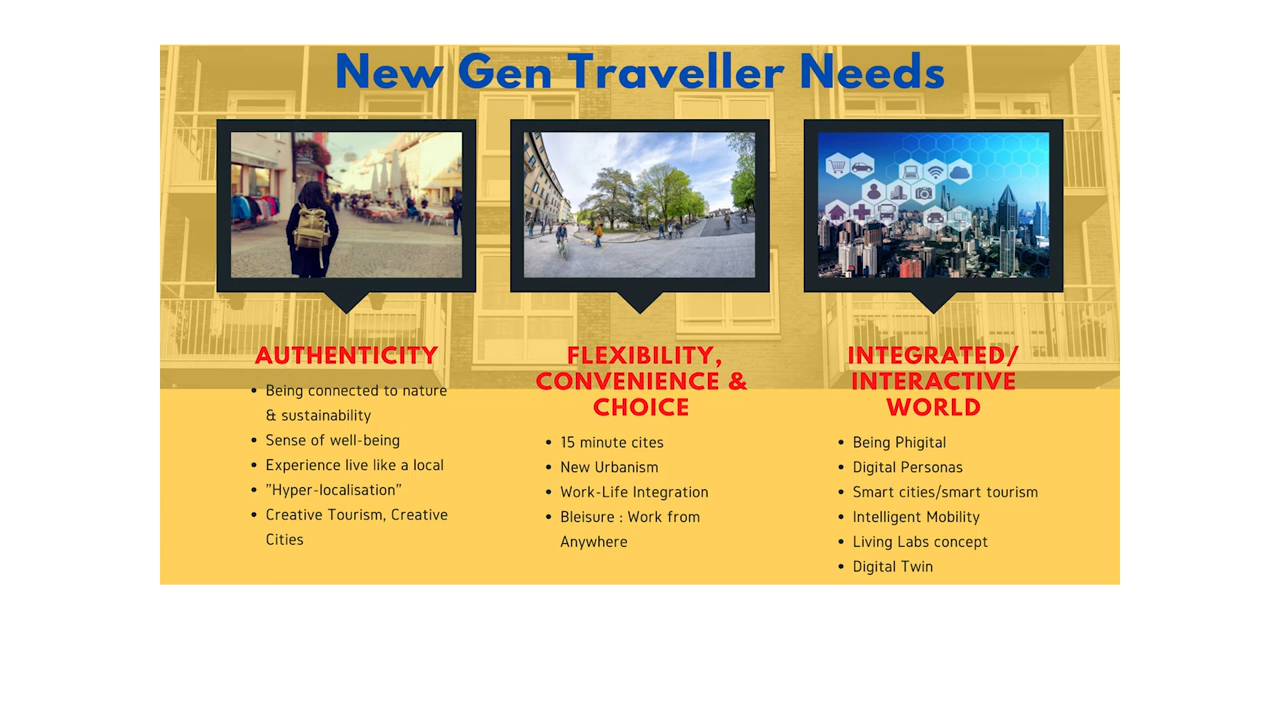 New Gen Traveller Needs
AUTHENTICITY
• Being connected to nature
& sustainability
• Sense of well-being
• Experience live like a local
• "Hyper-localisation"
• Creative Tourism, Creative
Cities
FLEXIBILITY,
CONVENIENCE &
CHOICE
• 15 minute cites
• New Urbanism
• Work-Life Integration
• Bleisure : Work from
Anywhere
INTEGRATED/
INTERACTIVE
WORLD
• Being Phigital
• Digital Personas
• Smart cities/smart tourism
• Intelligent Mobility
• Living Labs concept
• Digital Twin